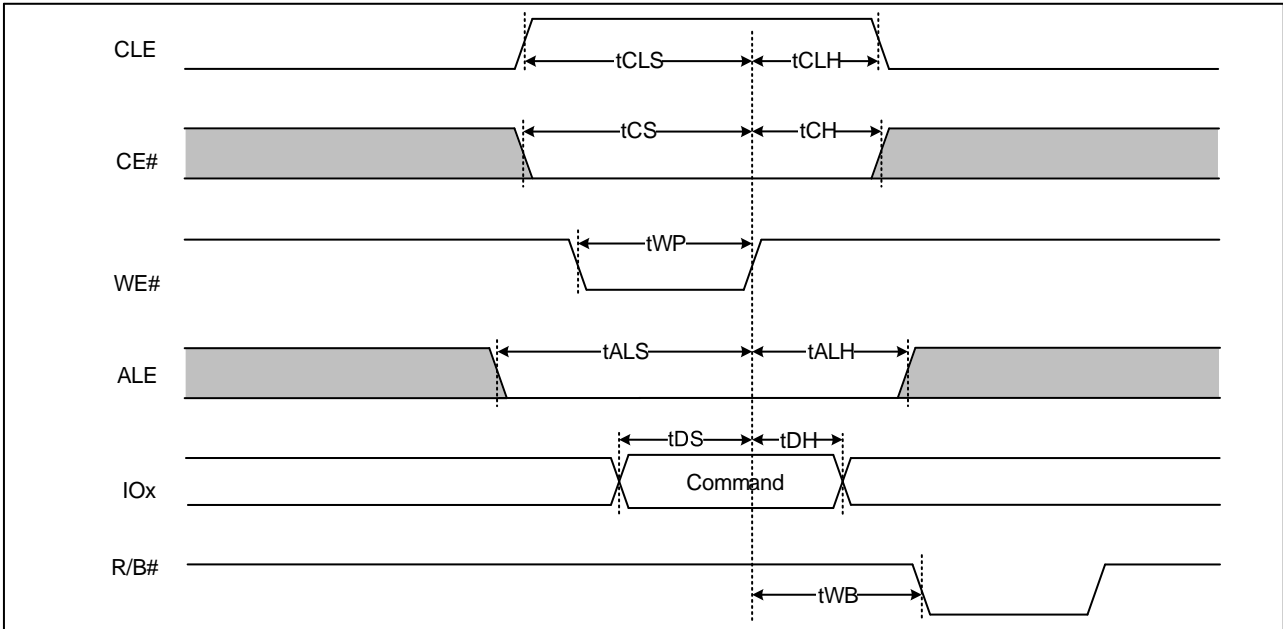 CLE
tCLS tCLH
tCS tCH
CE#
tWP
WE#
tALS tALH
ALE
tDS tDH
IOx Command
R/B#
tWB